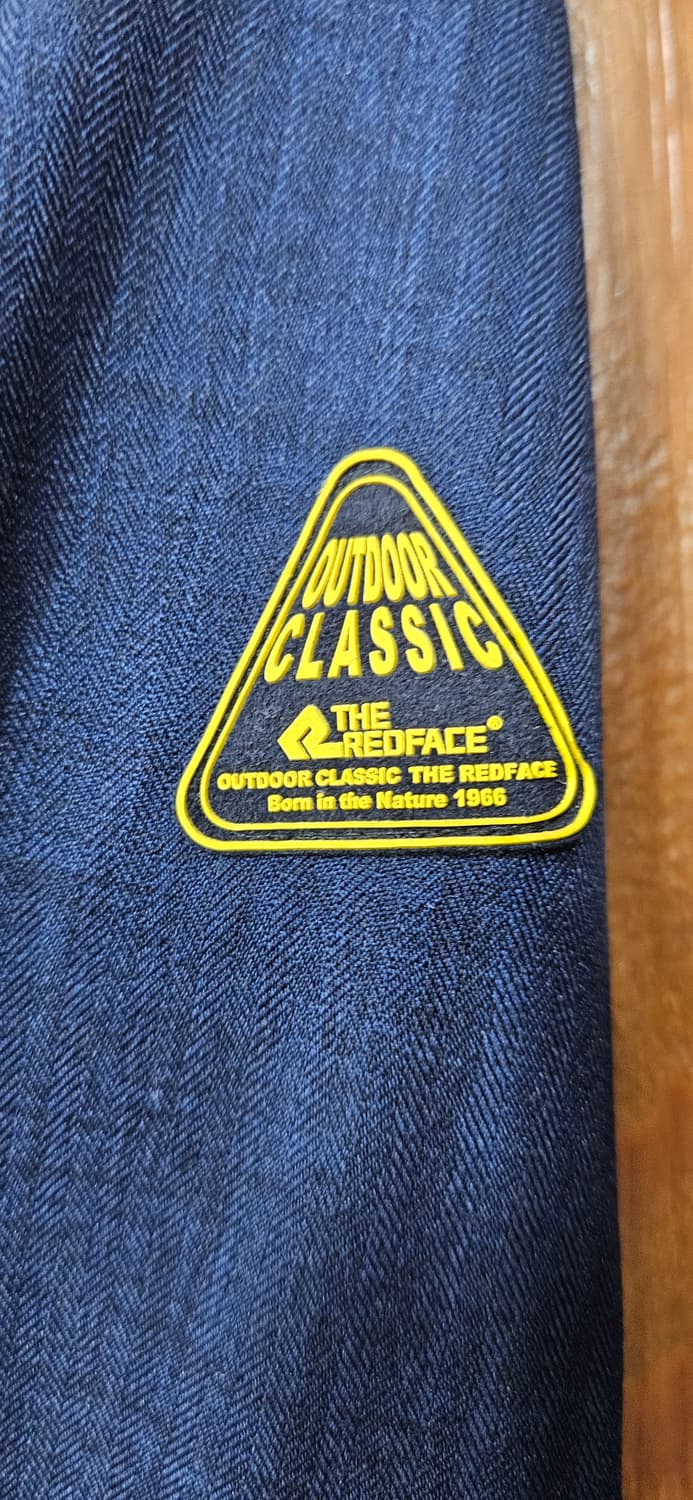 OUTDOOR
CLASSIC
THE
REDFACE®
OUTDOOR CLASSIC THE REDFACE
Born in the Nature 1966